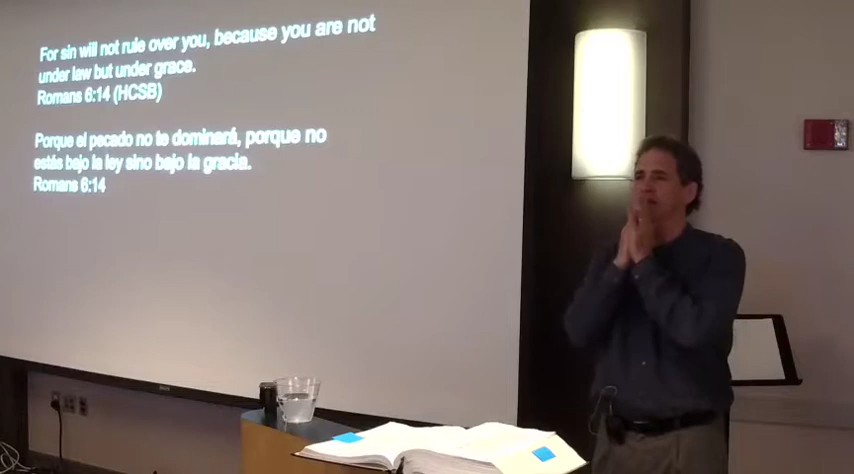 For sin will not rule over you, because you are not
under law but under grace.
Romans 6:14 (HCSB)
Porque el pecado no te dominará, porque no
estás bajo la ley sino bajo la gracia.
Romans 6:14